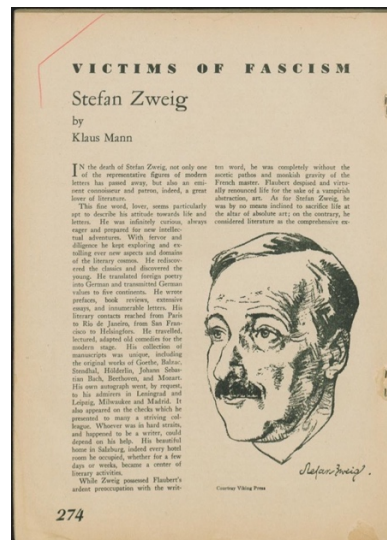 VICTIMS OF FASCISM
Stefan Zweig
by
Klaus Mann
IN the death of Stefan Zweig, not only one
of the representative figures of modern
letters has passed away, but also an emi-
nent connoisseur and patron, indeed, a great
lover of literature.
This fine word, lover, seems particularly
apt to describe his attitude towards life and
letters. He was infinitely curious, always
eager and prepared for new intellec-
tual adventures. With fervor and
diligence he kept exploring and ex-
tolling ever new aspects and domains
of the literary cosmos. He rediscov-
ered the classics and discovered the
young. He translated foreign poetry
into German and transmitted German
values to five continents. He wrote
prefaces, book reviews, extensive
essays, and innumerable letters. His
literary contacts reached from Paris
to Rio de Janeiro, from San Fran-
cisco to Helsingfors. He travelled,
lectured, adapted old comedies for the
modern stage. His collection of
manuscripts was unique, including
the original works of Goethe, Balzac,
Stendhal, Hölderlin, Johann Sebas-
tian Bach, Beethoven, and Mozart.
His own autograph went, by request,
to his admirers in Leningrad and
Leipzig, Milwaukee and Madrid. It
also appeared on the checks which he
presented to many a striving col-
league. Whoever was in hard straits,
and happened to be a writer, could
depend on his help. His beautiful
home in Salzburg, indeed every hotel
room he occupied, whether for a few
days or weeks, became a center of
literary activities.
While Zweig possessed Flaubert's
ardent preoccupation with the writ-
ten word, he was completely without the
ascetic pathos and monkish gravity of the
French master. Flaubert despised and virtu-
ally renounced life for the sake of a vampirish
abstraction, art. As for Stefan Zweig, he
was by no means inclined to sacrifice life at
the altar of absolute art; on the contrary, he
considered literature as the comprehensive ex-
Stefan Zweig.
Courtesy Viking Press
274